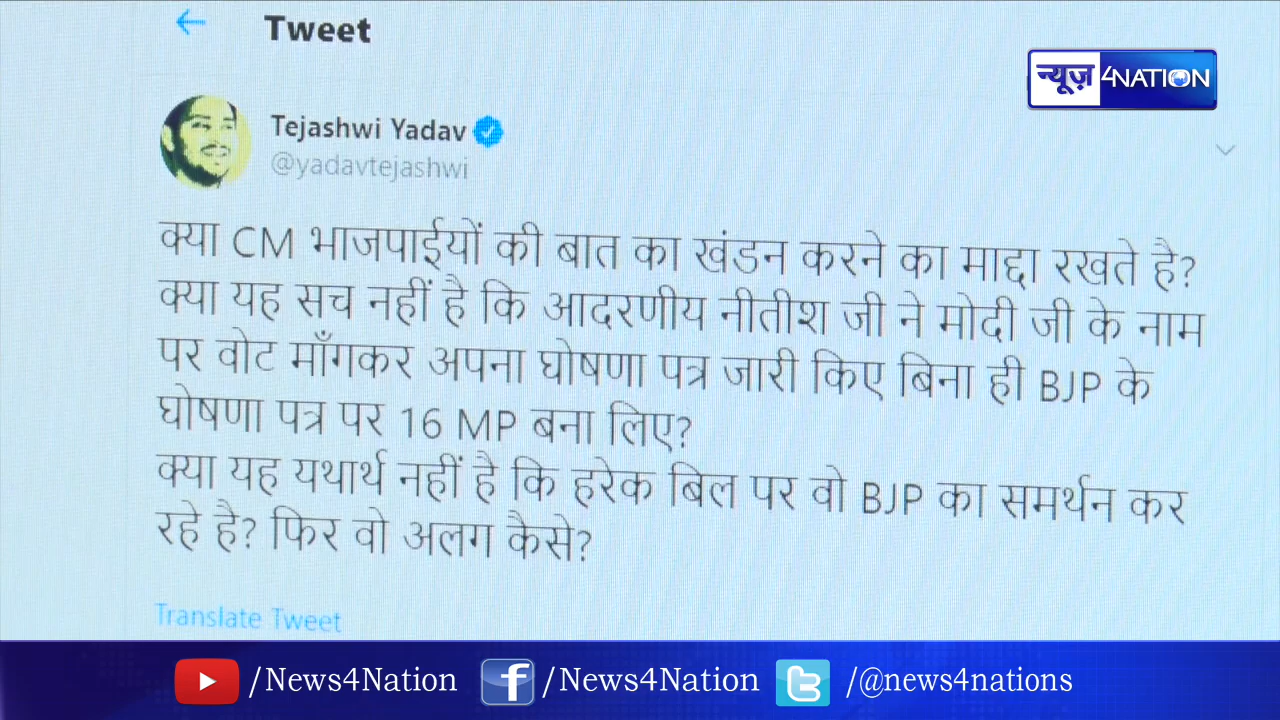 Tweet
न्यूज़ 4NATION
Tejashwi Yadav
@yadavtejashwi
क्या CM भाजपाईयों की बात का खंडन करने का माद्दा रखते है?
क्या यह सच नहीं है कि आदरणीय नीतीश जी ने मोदी जी के नाम
पर वोट माँगकर अपना घोषणा पत्र जारी किए बिना ही BJP के
घोषणा पत्र पर 16 MP बना लिए?
क्या यह यथार्थ नहीं है कि हरेक बिल पर वो BJP का समर्थन कर
रहे है? फिर वो अलग कैसे?
Translate Tweet
/News4Nation /News4Nation /@news4nations